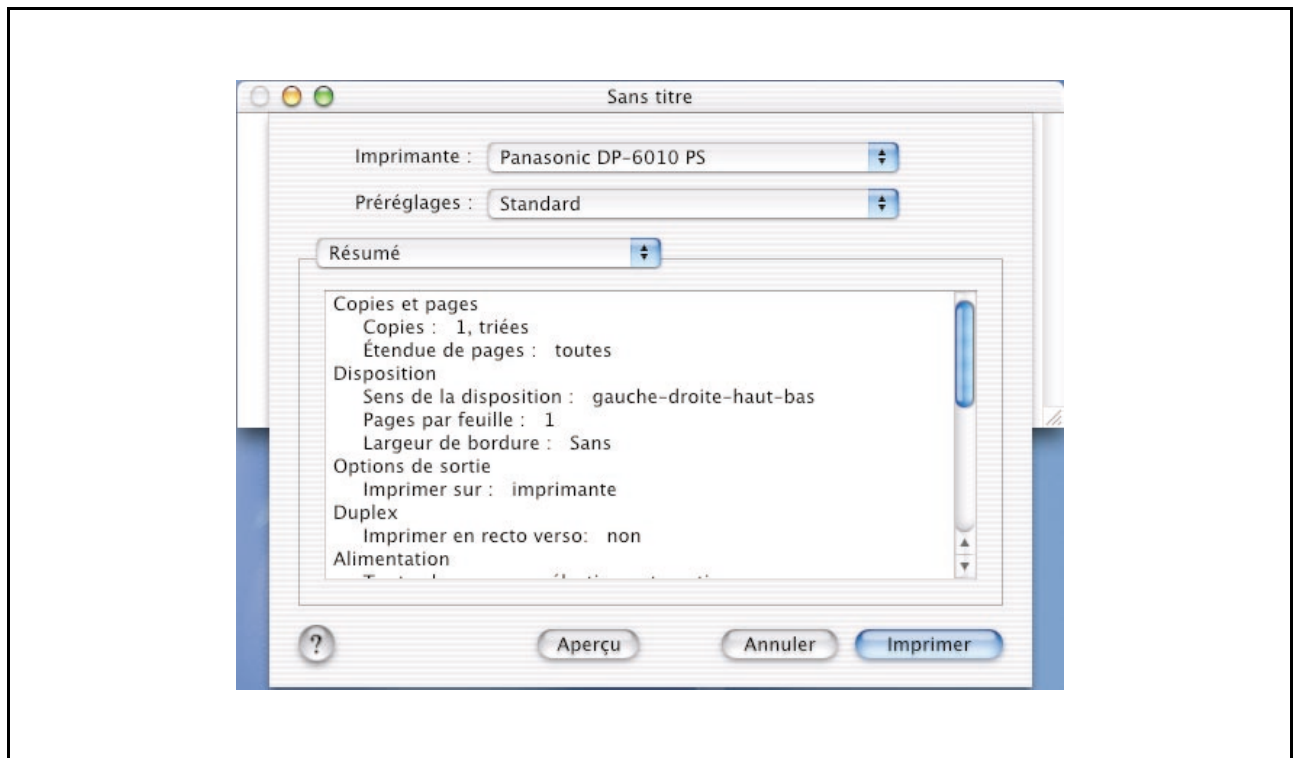 Sans titre
Imprimante : Panasonic DP-6010 PS
Préréglages : Standard
Résumé
Copies et pages
Copies : 1, triées
Étendue de pages : toutes
Disposition
Sens de la disposition : gauche-droite-haut-bas
Pages par feuille : 1
Largeur de bordure : Sans
Options de sortie
Imprimer sur : imprimante
Duplex
Imprimer en recto verso: non
Alimentation
? Aperçu Annuler Imprimer